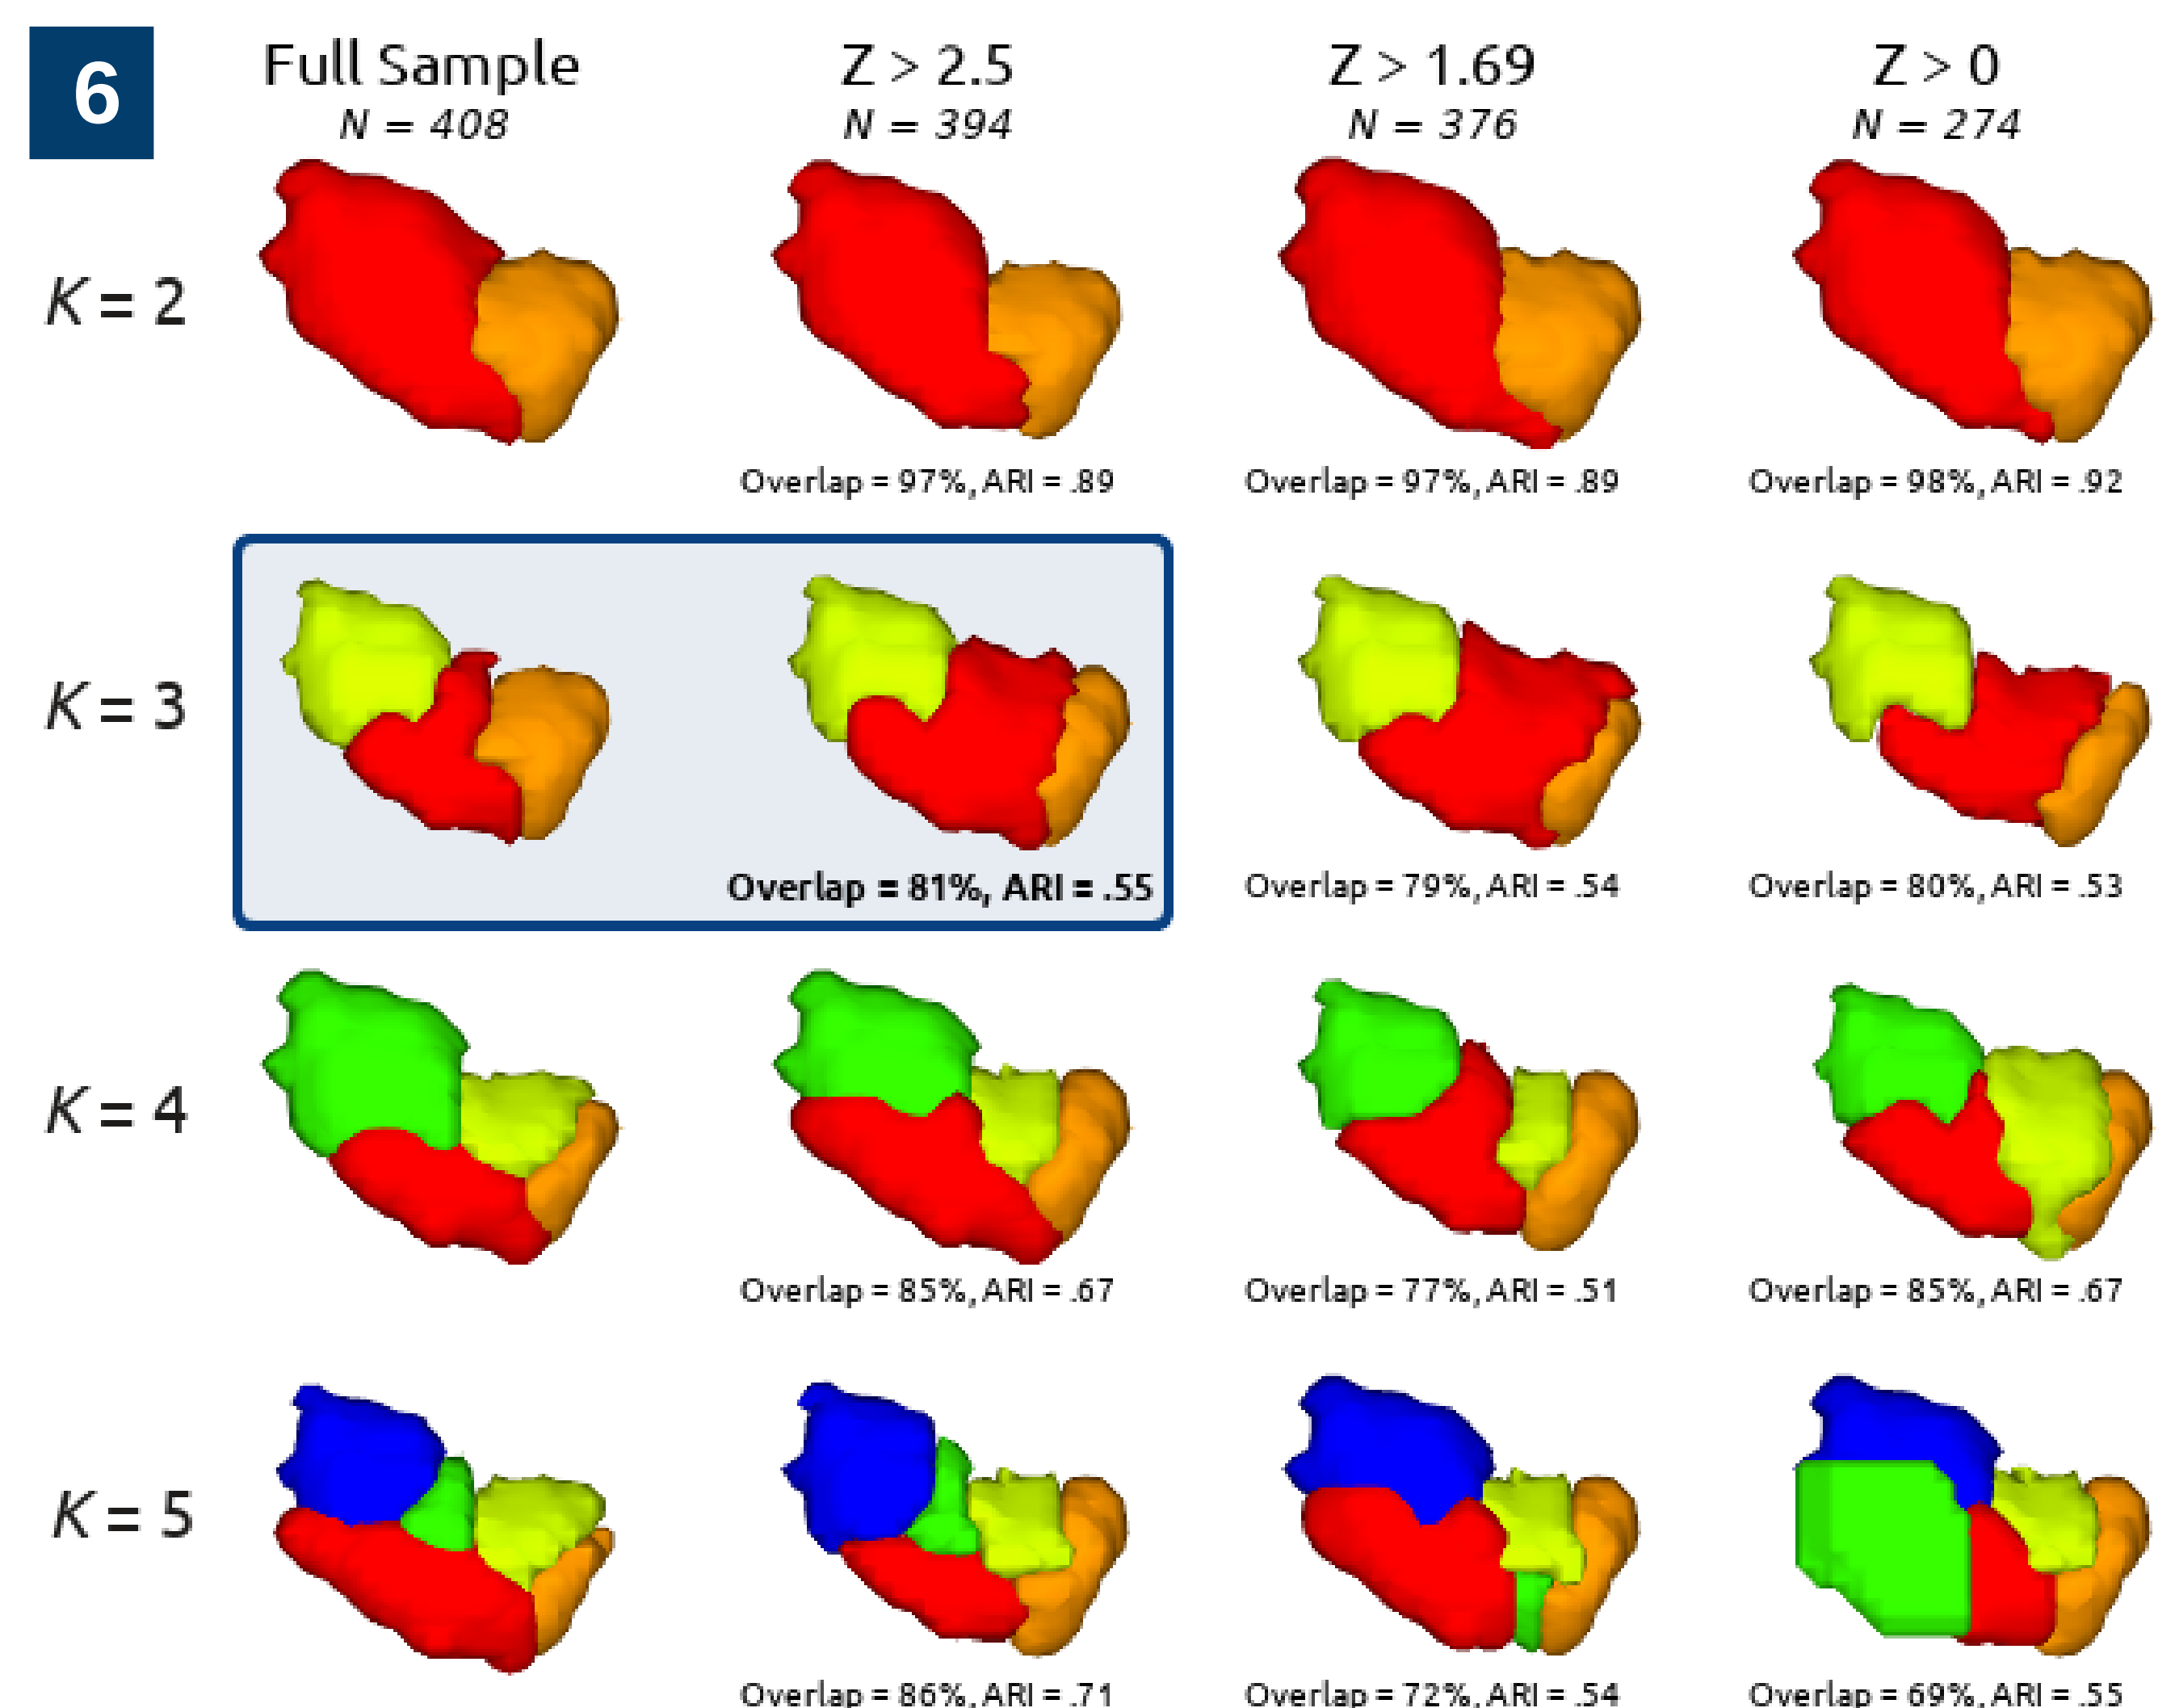 6
Full Sample
N = 408
Z > 2.5
N = 394
Z > 1.69
N = 376
Z > 0
N = 274
K = 2
Overlap = 97%, ARI = .89
Overlap = 97%, ARI = .89
Overlap = 98%, ARI = .92
K = 3
Overlap = 81%, ARI = .55
Overlap = 79%, ARI = .54
Overlap = 80%, ARI = .53
K = 4
Overlap = 85%, ARI = .67
Overlap = 77%, ARI = .51
Overlap = 85%, ARI = .67
K = 5
Overlap = 86%, ARI = .71
Overlap = 72%, ARI = .54
Overlap = 69%, ARI = .55